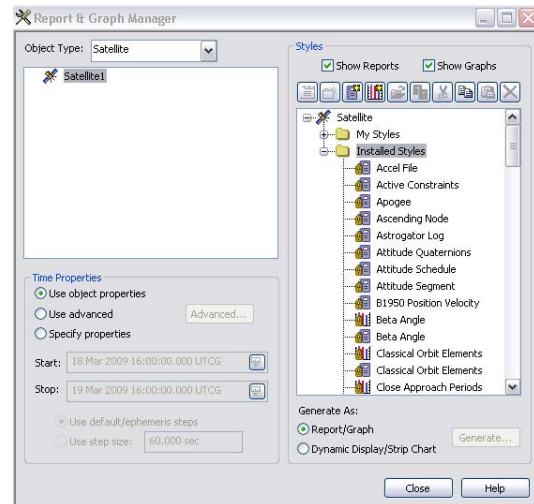 Report & Graph Manager
Object Type: Satellite
Satellite1
Time Properties
Use object properties
Use advanced
Advanced...
Specify properties
Start: 18 Mar 2009 16:00:00.000 UTCG
Stop: 19 Mar 2009 16:00:00.000 UTCG
Use default/ephemeris steps
Use step size: 60.000 sec
Styles
Show Reports
Show Graphs
Satellite
My Styles
Installed Styles
Accel File
Active Constraints
Apogee
Ascending Node
Astrogator Log
Attitude Quaternions
Attitude Schedule
Attitude Segment
B1950 Position Velocity
Beta Angle
Beta Angle
Classical Orbit Elements
Classical Orbit Elements
Close Approach Periods
Generate As:
Report/Graph
Dynamic Display/Strip Chart
Generate...
Close
Help